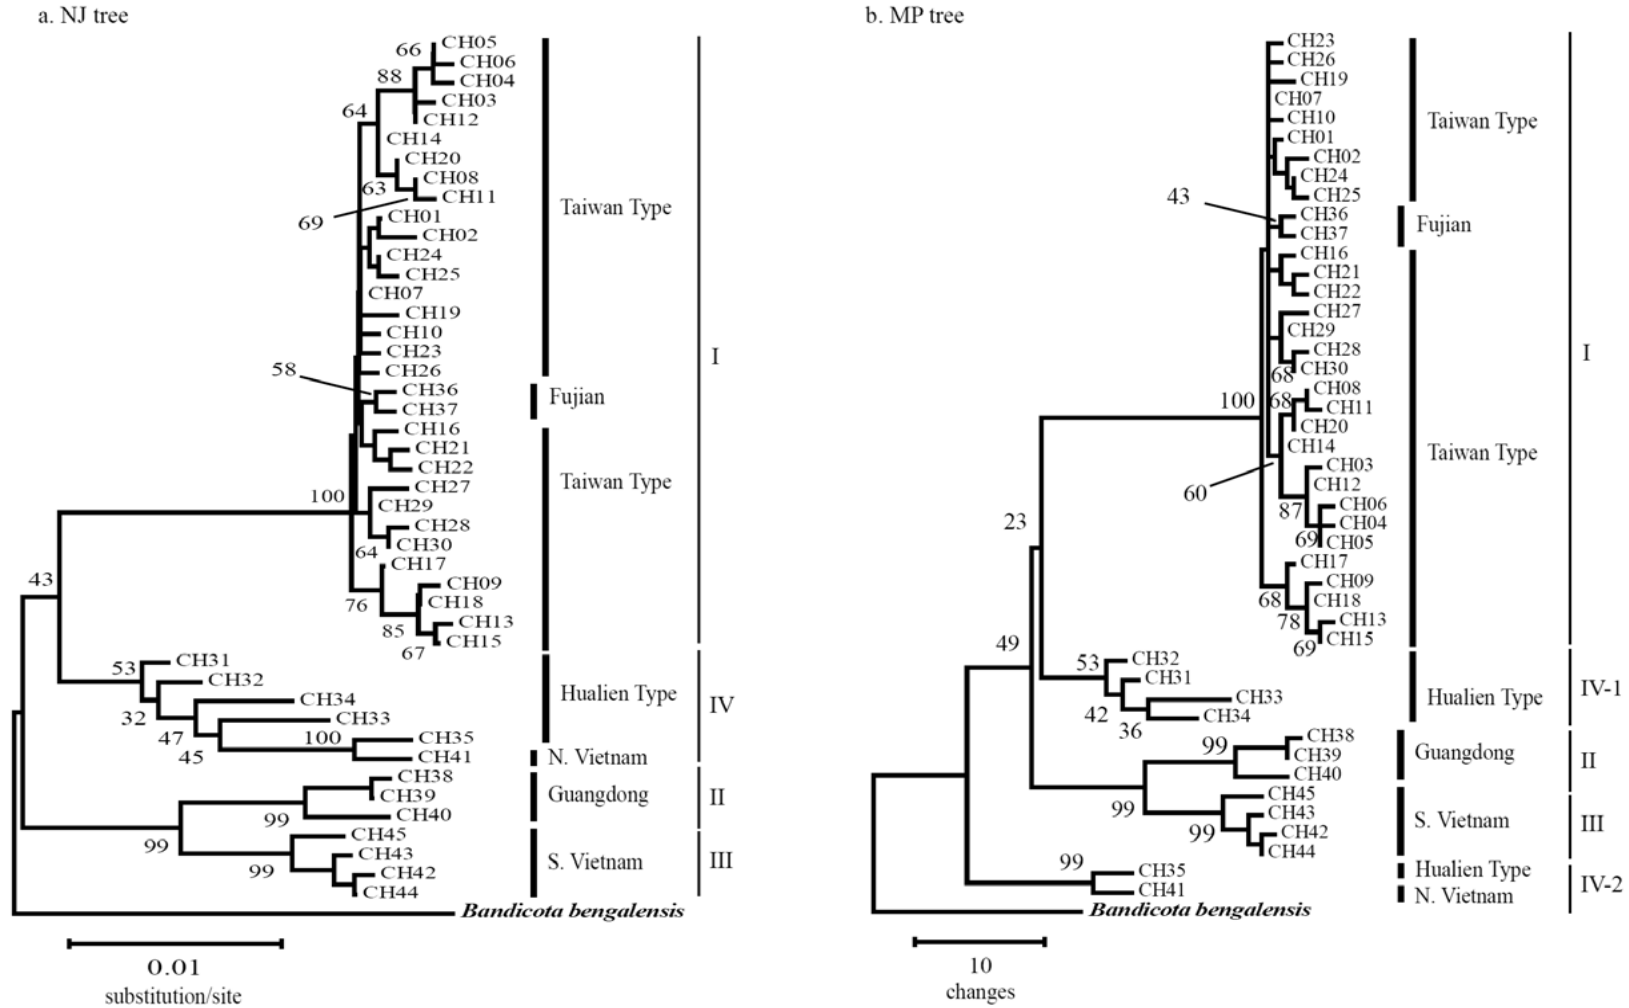 a. NJ tree
66
CH05
CH06
88
CH04
CH03
64
CH12
CH14
CH20
CH08
63
CH11
69
CH01
CH02
CH24
CH25
CH07
CH19
CH10
CH23
58
CH26
CH36
CH37
CH16
CH21
CH22
CH27
100
CH29
CH28
64
CH30
CH17
43
CH09
76
CH18
CH13
85
CH15
67
53
CH31
CH32
CH34
32
CH33
47
100
CH35
45
CH41
CH38
CH39
99
CH40
CH45
99
CH43
99
CH42
CH44
Bandicota bengalensis
Taiwan Type
Fujian
Taiwan Type
Hualien Type
N. Vietnam
Guangdong
S. Vietnam
I
IV
II
III
0.01
substitution/site
b. MP tree
CH23
CH26
CH19
CH07
CH10
CH01
CH02
CH24
CH25
43
CH36
CH37
CH16
CH21
CH22
CH27
CH29
CH28
CH30
68
CH08
100
68
CH11
CH20
CH14
CH03
60
CH12
CH06
87
CH04
23
69
CH05
CH17
CH09
68
CH18
78
CH13
69
CH15
49
53
CH32
CH31
CH33
42
CH34
36
CH38
99
CH39
CH40
CH45
99
CH43
99
CH42
CH44
99
CH35
CH41
Bandicota bengalensis
Taiwan Type
Fujian
Taiwan Type
Hualien Type
Guangdong
S. Vietnam
Hualien Type
N. Vietnam
I
IV-1
II
III
IV-2
10
changes